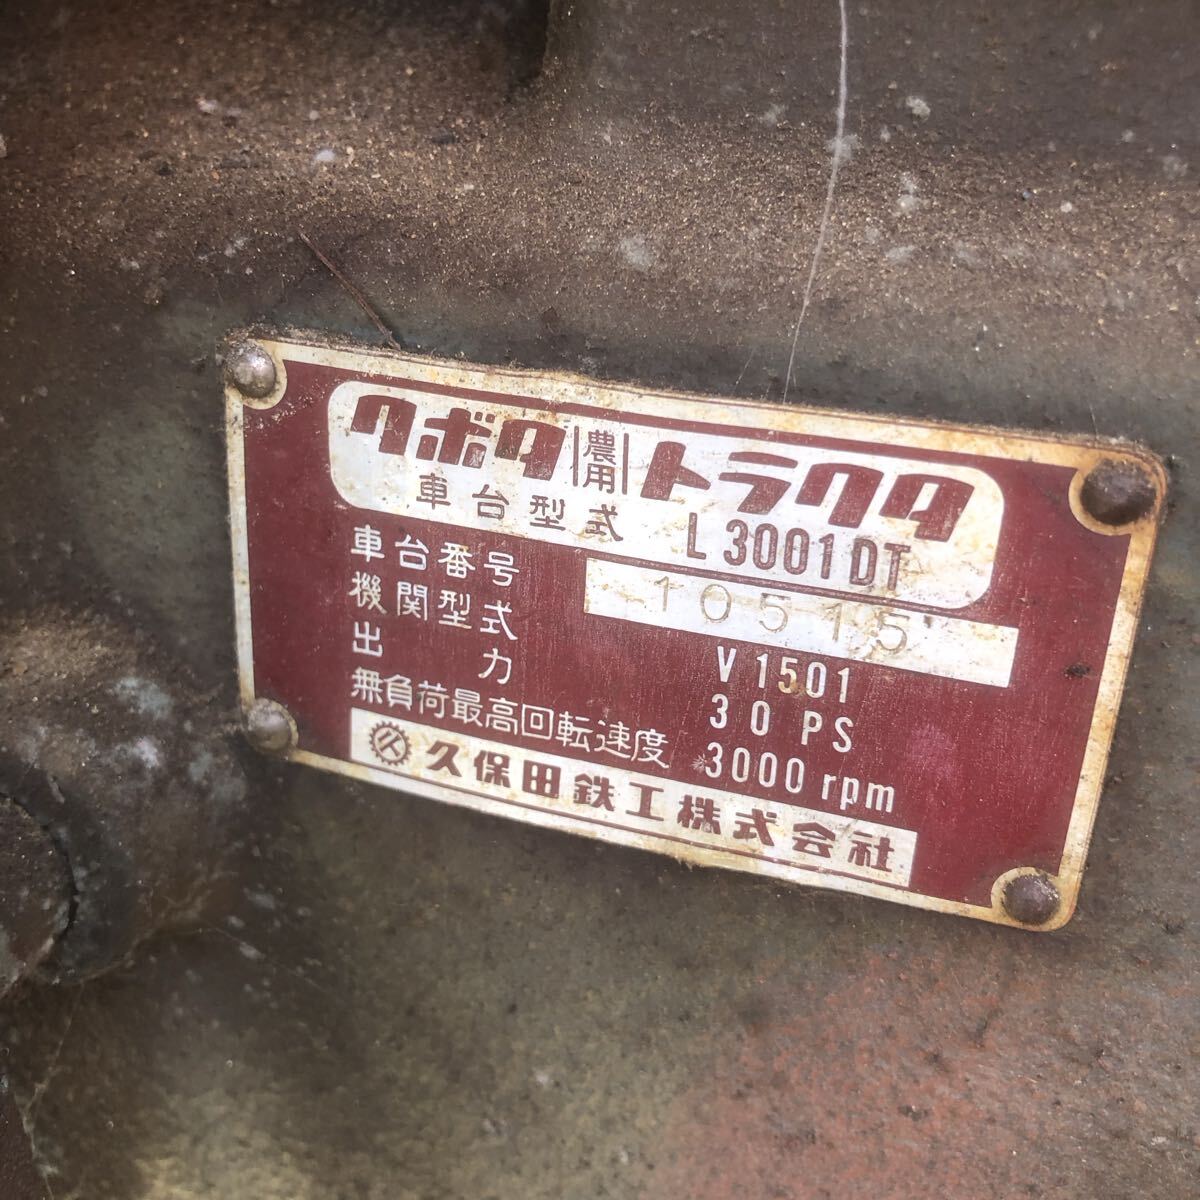 クボタ 農用 トラクタ
車台型式 L3001DT
車台番号 10515
機関型式 V1501
出力 30PS
無負荷最高回転速度 3000rpm
久保田鉄工株式会社